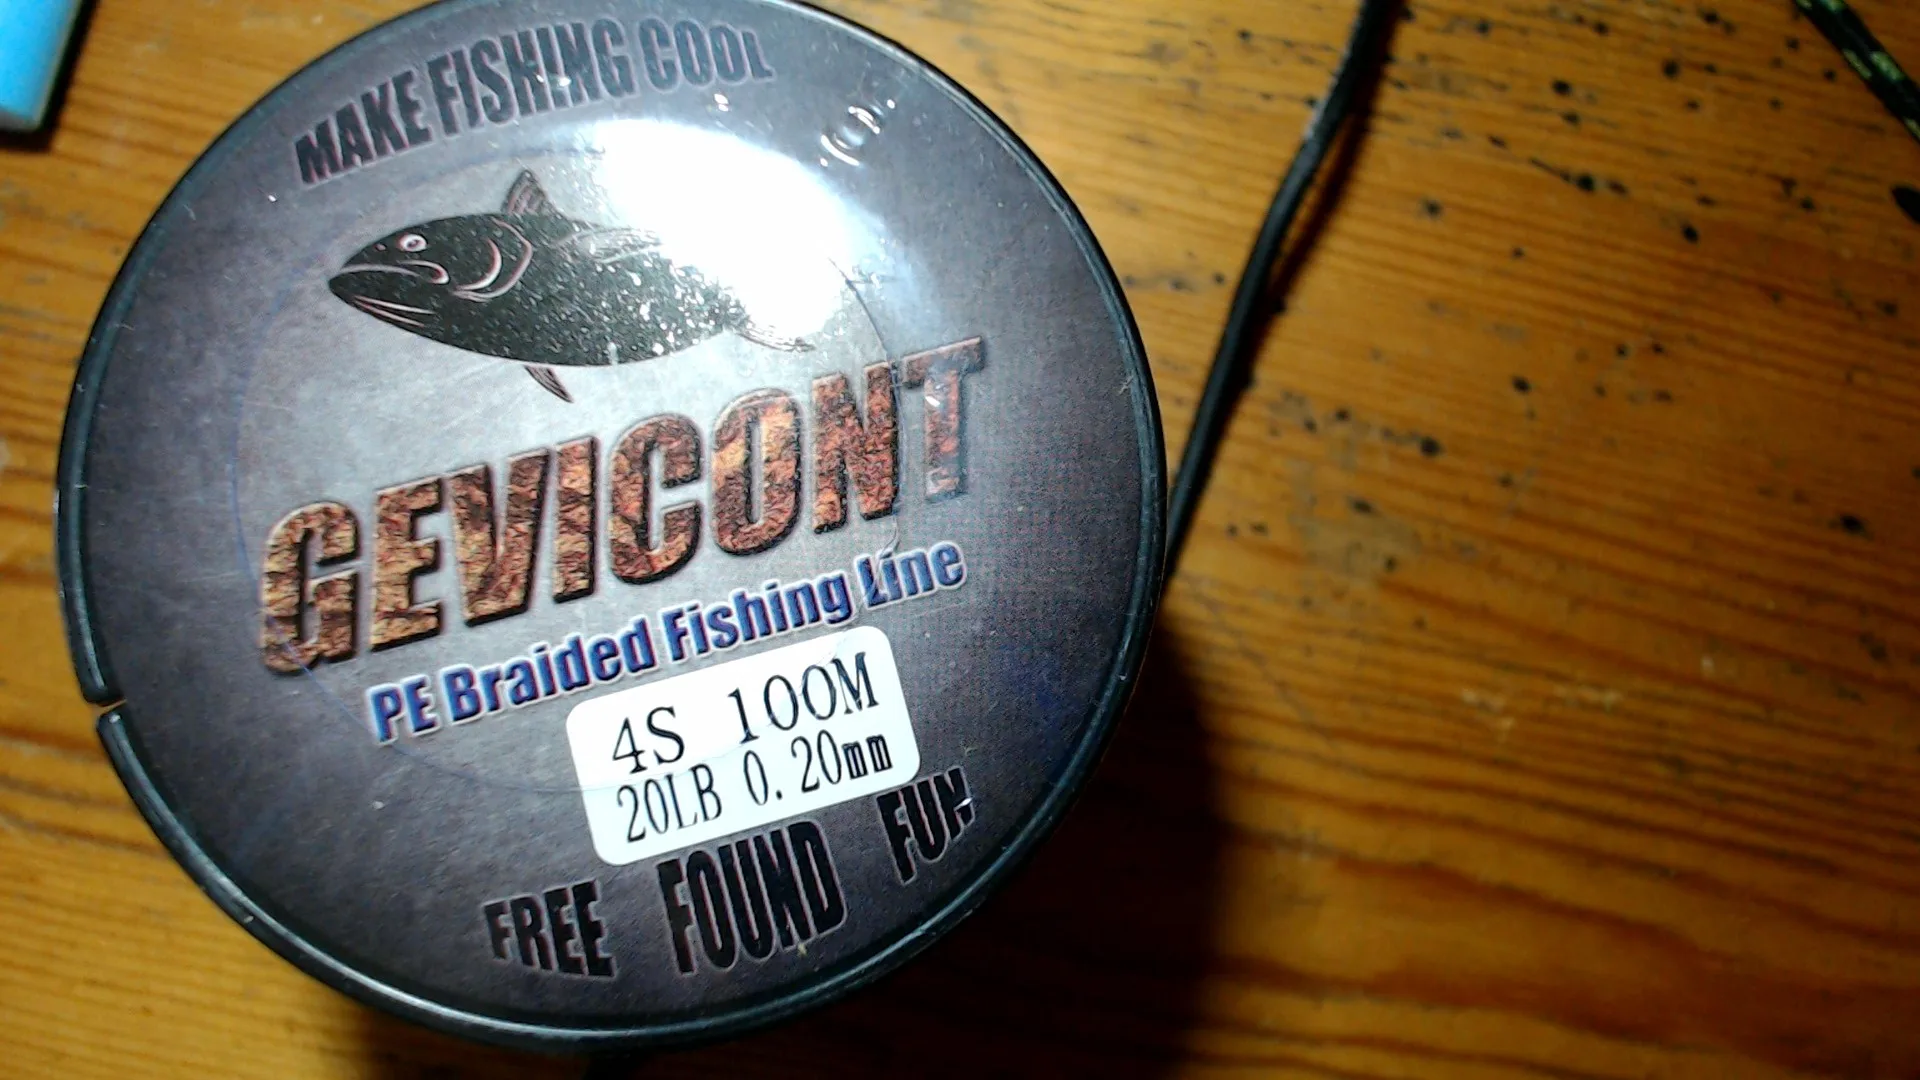 MAKE FISHING COOL
GEVICONT
PE Braided Fishing Line
4S 100M
20LB 0.20mm
FREE FOUND FUN